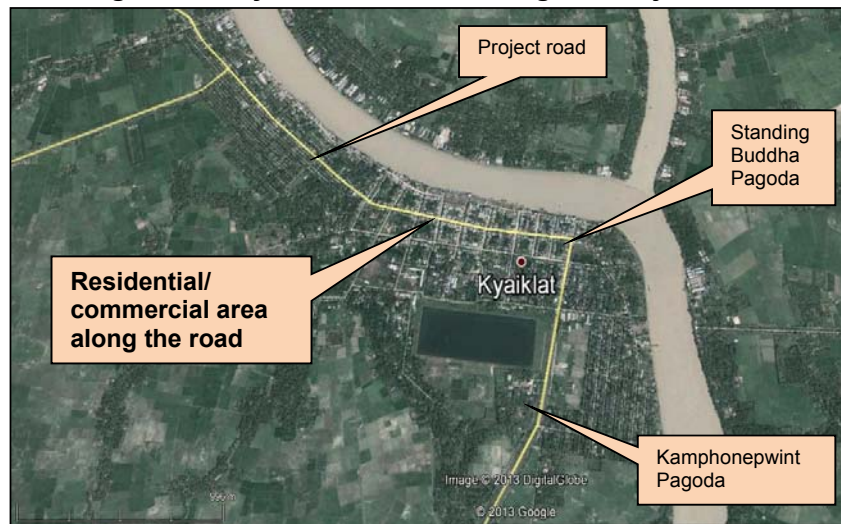 Project road
Standing
Buddha
Pagoda
Residential/
commercial area
along the road
Kyaiklat
Kamphonepwint
Pagoda
Image © 2013 DigitalGlobe
© 2013 Google